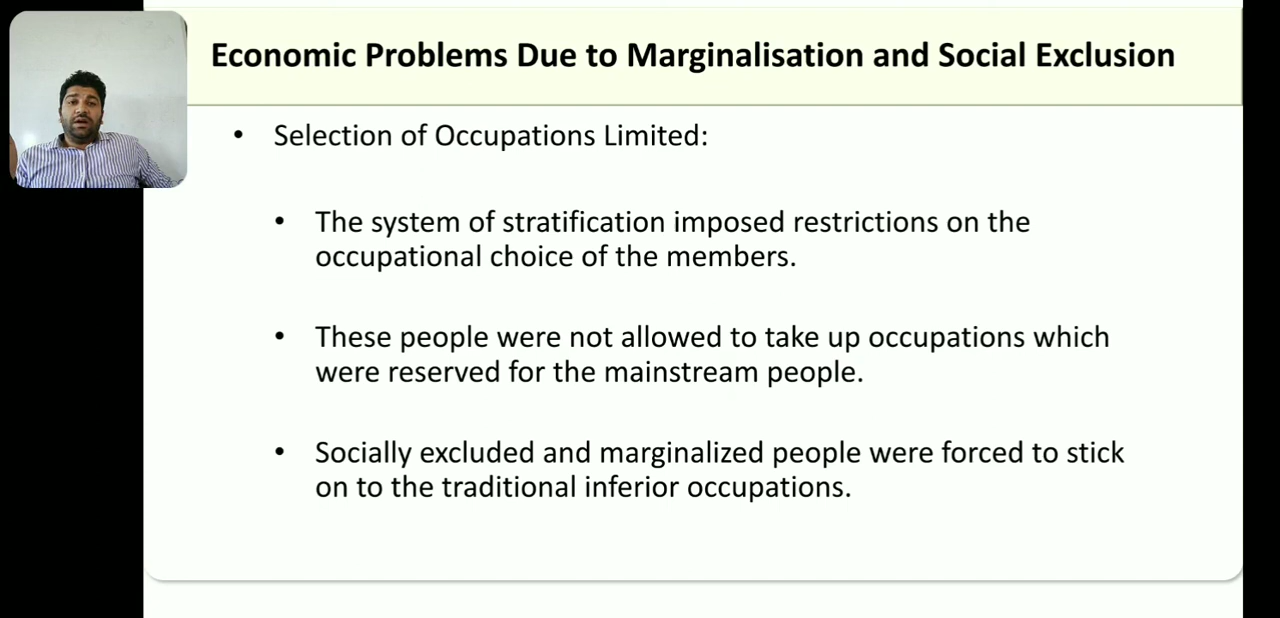 Economic Problems Due to Marginalisation and Social Exclusion
• Selection of Occupations Limited:
• The system of stratification imposed restrictions on the
occupational choice of the members.
• These people were not allowed to take up occupations which
were reserved for the mainstream people.
• Socially excluded and marginalized people were forced to stick
on to the traditional inferior occupations.